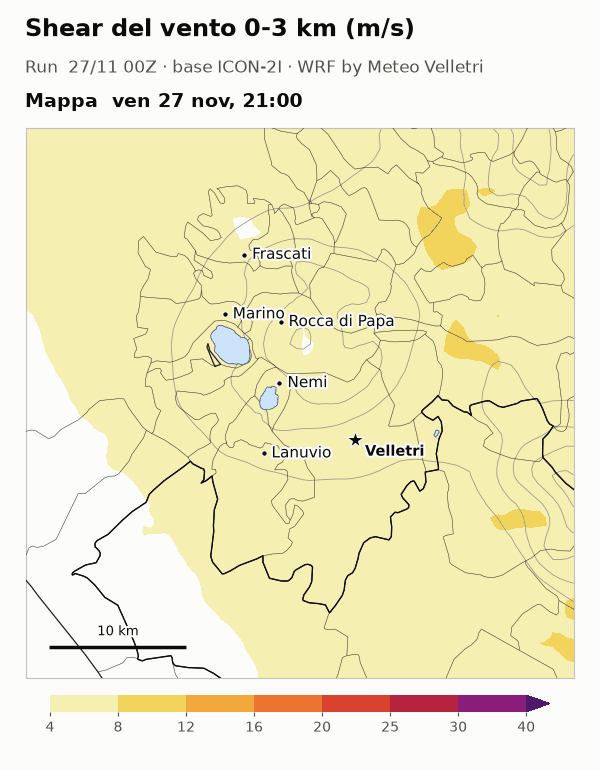 Shear del vento 0-3 km (m/s)
Run 27/11 00Z · base ICON-2I · WRF by Meteo Velletri
Mappa ven 27 nov, 21:00
Frascati
Marino
Rocca di Papa
Nemi
Velletri
Lanuvio
10 km
4 8 12 16 20 25 30 40